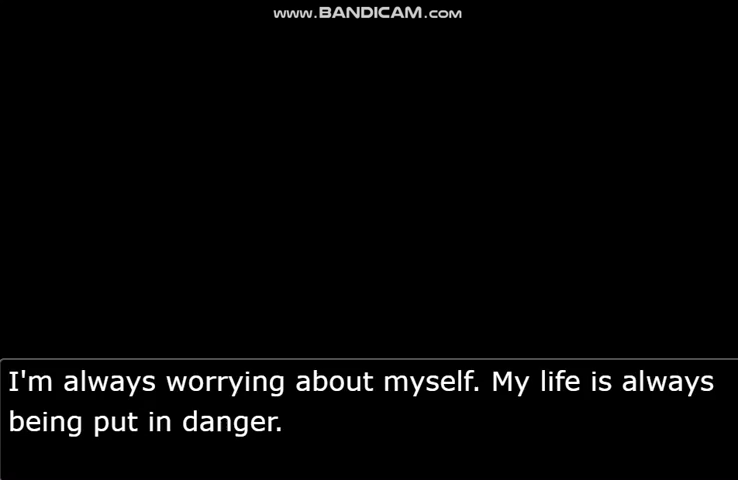 www.BANDICAM.com
I'm always worrying about myself. My life is always
being put in danger.